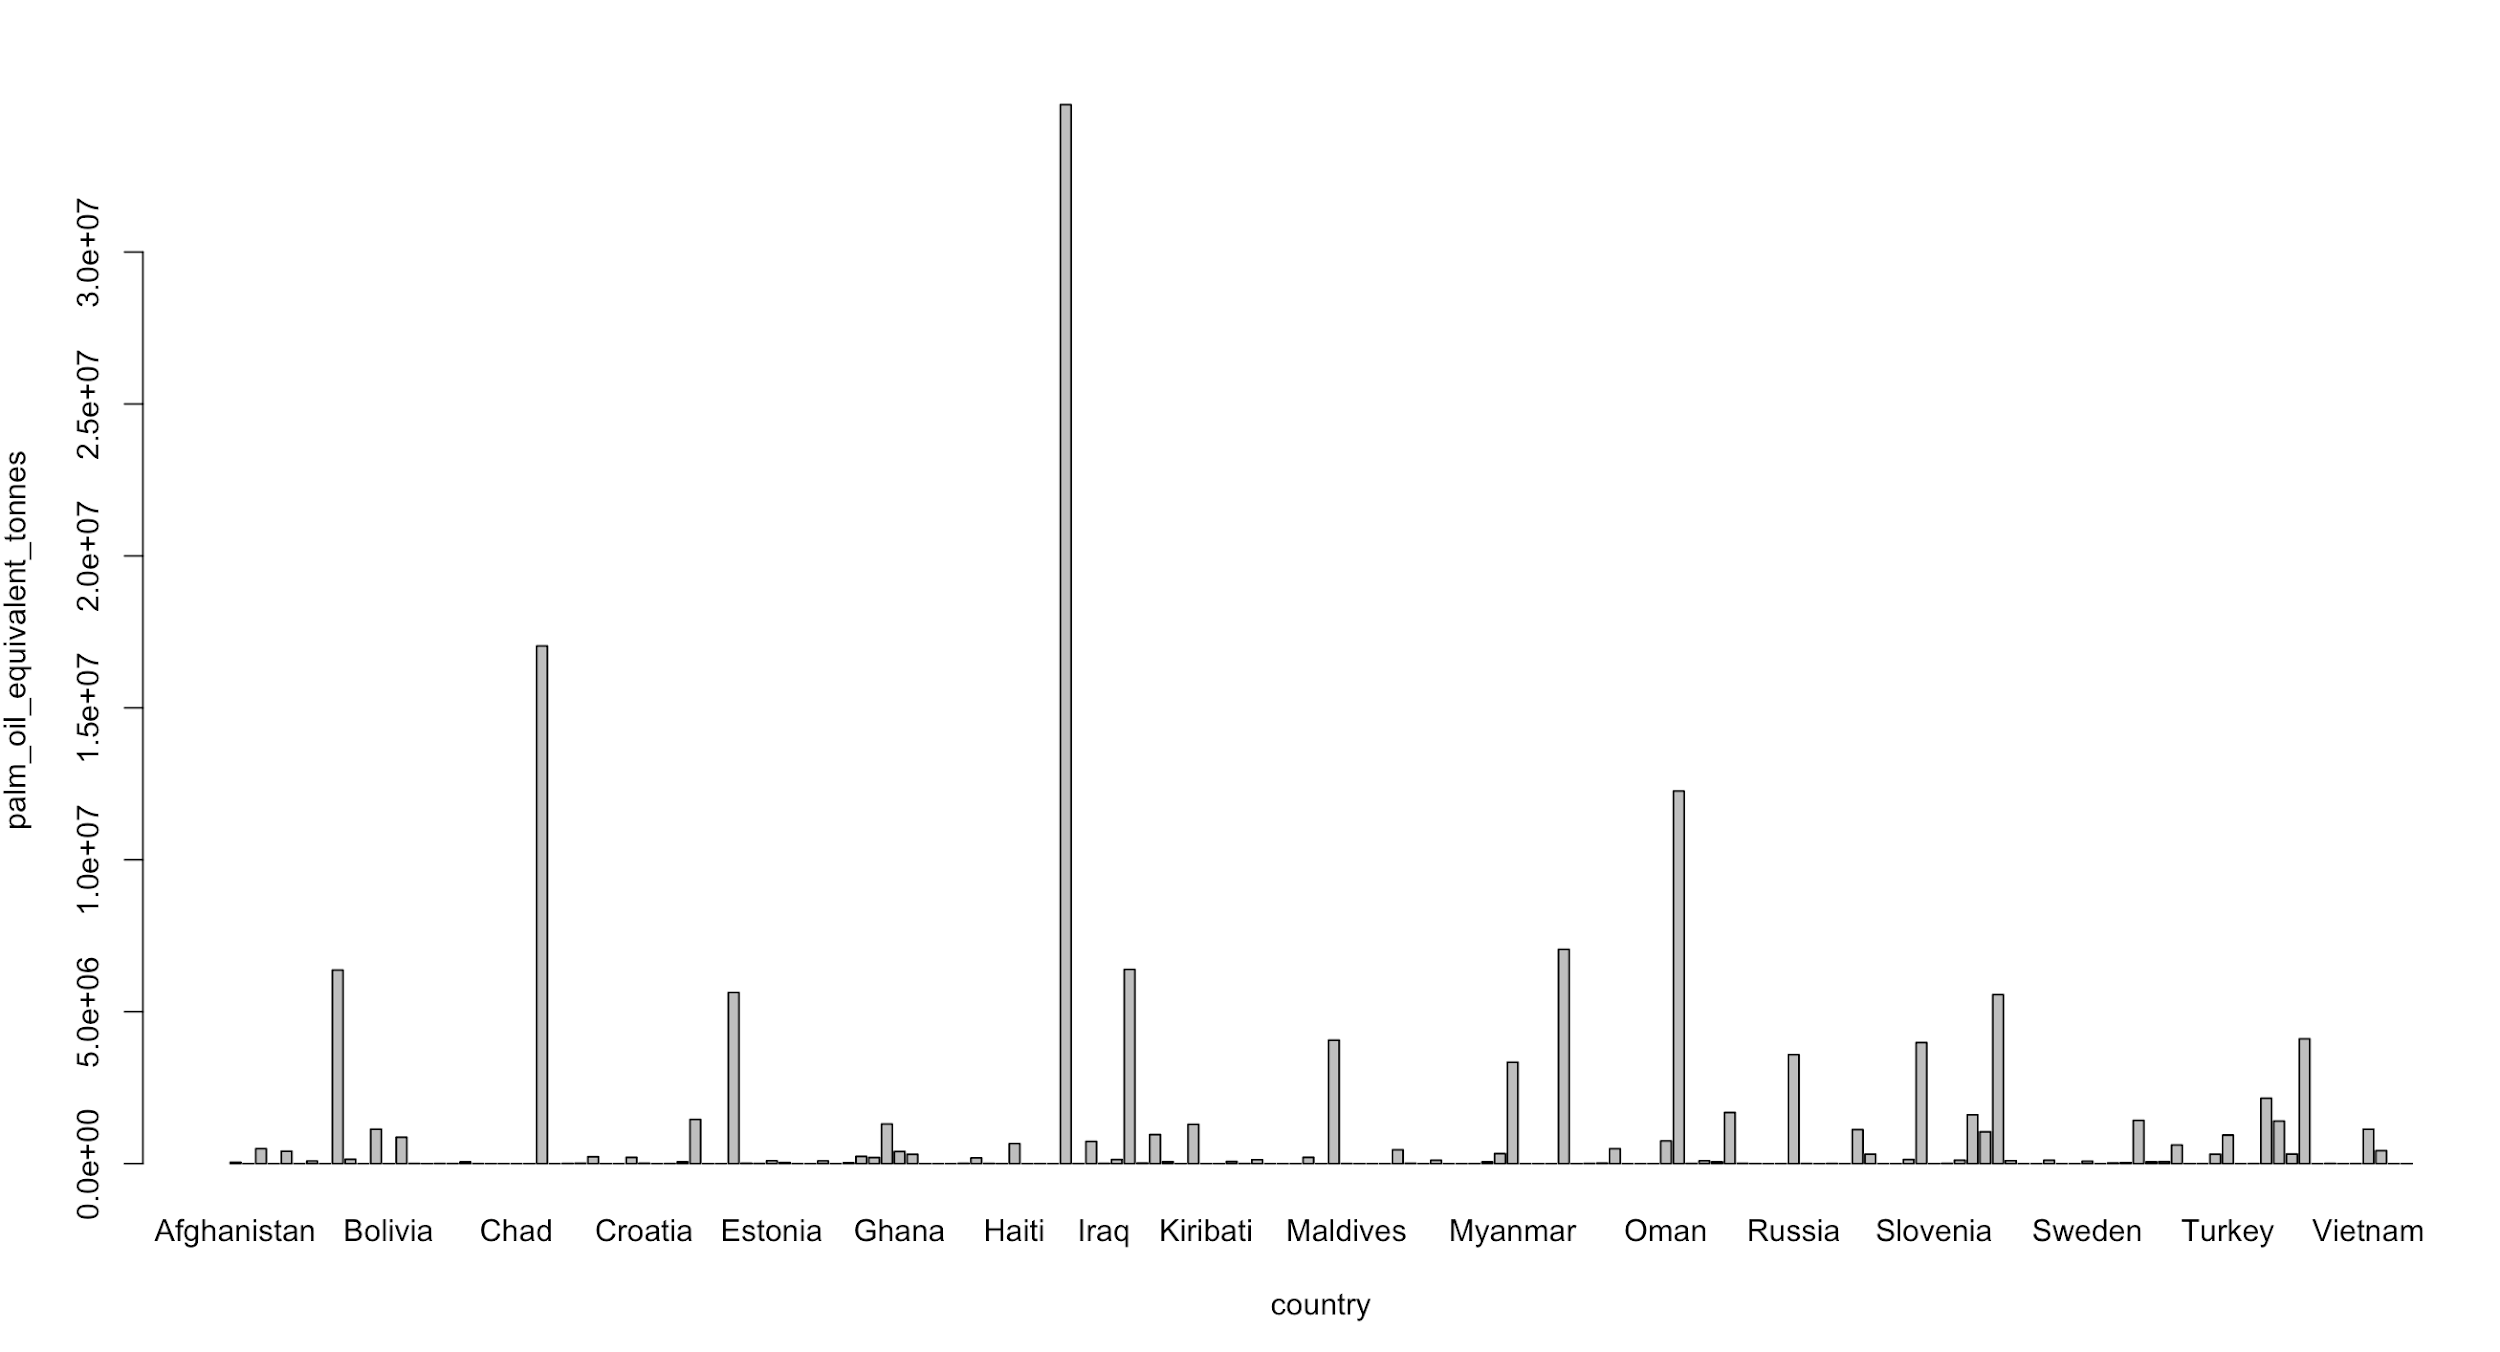 palm_oil_equivalent_tonnes
3.0e+07
2.5e+07
2.0e+07
1.5e+07
1.0e+07
5.0e+06
0.0e+00
Afghanistan Bolivia Chad Croatia Estonia Ghana Haiti Iraq Kiribati Maldives Myanmar Oman Russia Slovenia Sweden Turkey Vietnam
country